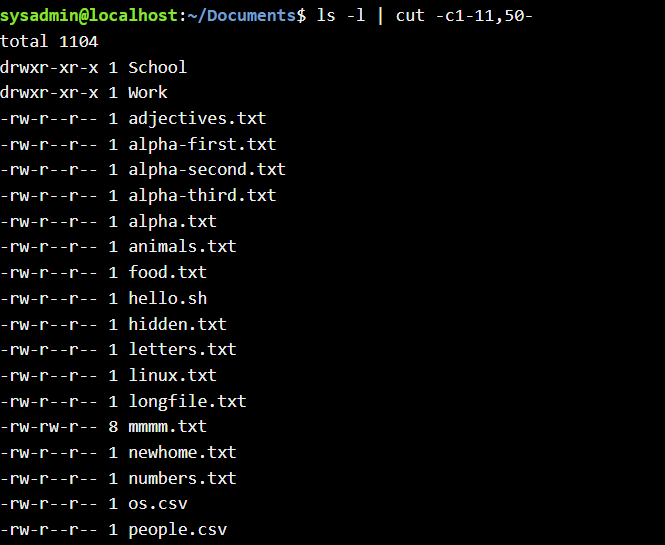 sysadmin@localhost:~/Documents$ ls -l | cut -c1-11,50-
total 1104
drwxr-xr-x 1 School
drwxr-xr-x 1 Work
-rw-r--r-- 1 adjectives.txt
-rw-r--r-- 1 alpha-first.txt
-rw-r--r-- 1 alpha-second.txt
-rw-r--r-- 1 alpha-third.txt
-rw-r--r-- 1 alpha.txt
-rw-r--r-- 1 animals.txt
-rw-r--r-- 1 food.txt
-rw-r--r-- 1 hello.sh
-rw-r--r-- 1 hidden.txt
-rw-r--r-- 1 letters.txt
-rw-r--r-- 1 linux.txt
-rw-r--r-- 1 longfile.txt
-rw-rw-r-- 8 mmmm.txt
-rw-r--r-- 1 newhome.txt
-rw-r--r-- 1 numbers.txt
-rw-r--r-- 1 os.csv
-rw-r--r-- 1 people.csv